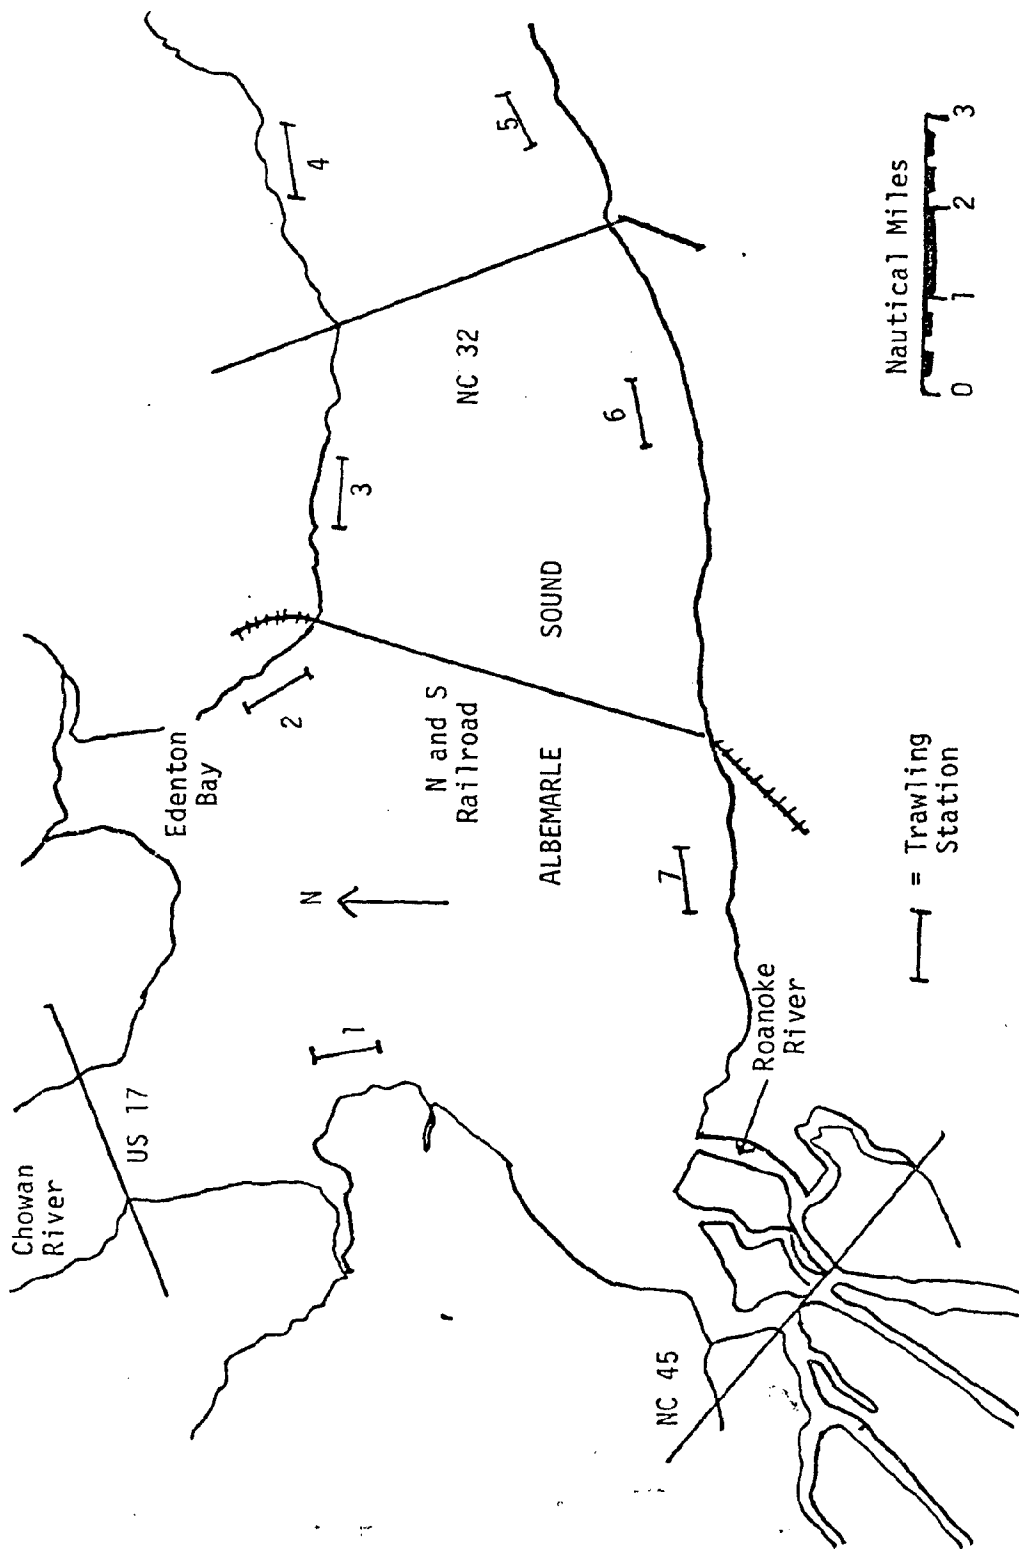 Chowan
River
US 17
Edenton
Bay
N
1
2
3
4
5
6
7
N and S
Railroad
NC 32
ALBEMARLE SOUND
NC 45
Roanoke
River
= Trawling
Station
Nautical Miles
0 1 2 3